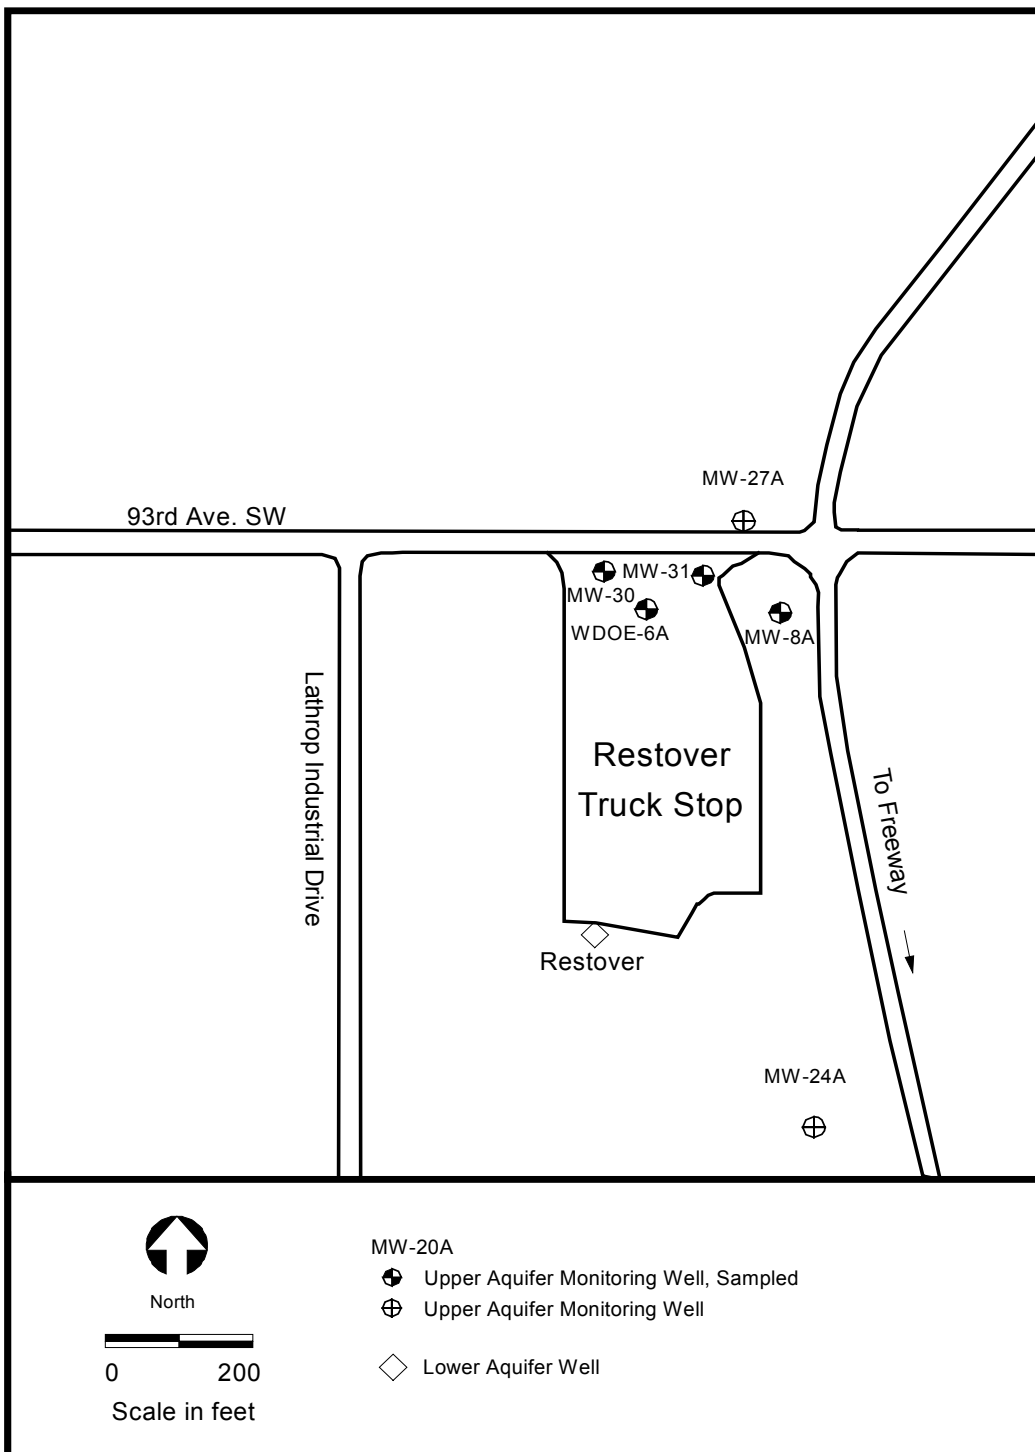 MW-27A
93rd Ave. SW
MW-31
MW-30
WDOE-6A
MW-8A
Lathrop Industrial Drive
Restover
Truck Stop
To Freeway
Restover
MW-24A
North
0 200
Scale in feet
MW-20A
Upper Aquifer Monitoring Well, Sampled
Upper Aquifer Monitoring Well
Lower Aquifer Well